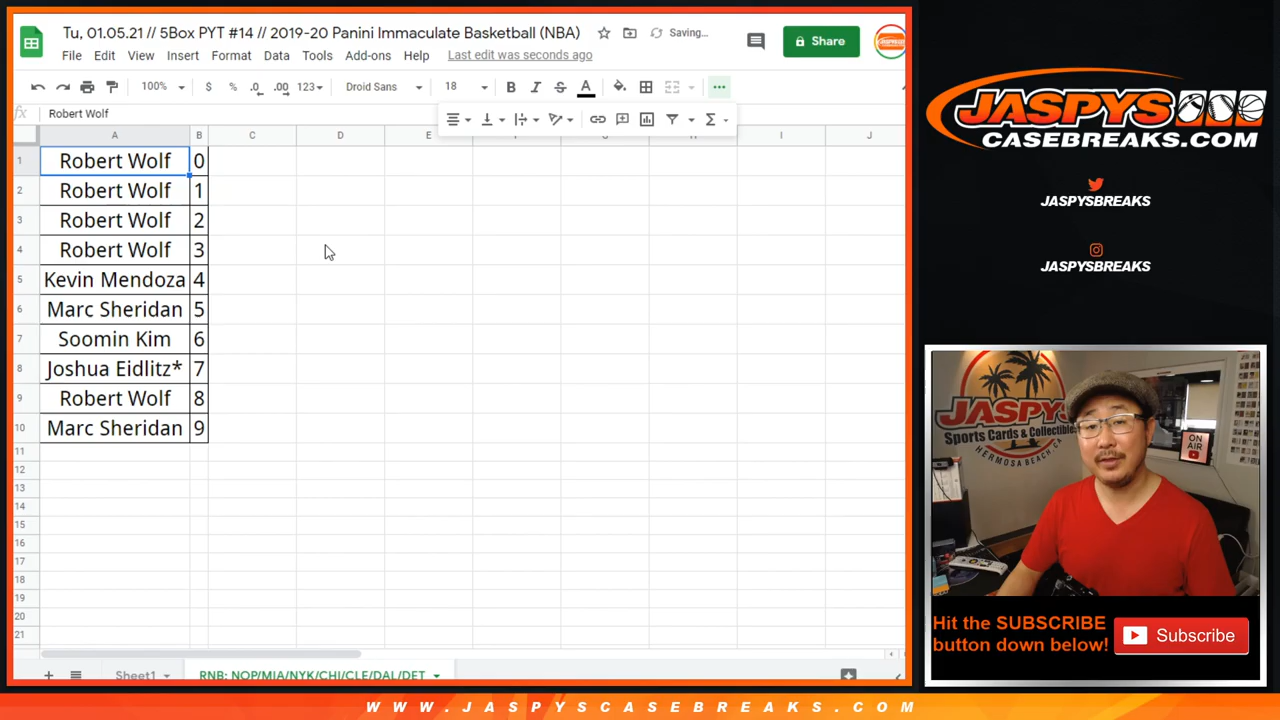 Tu, 01.05.21 // 5Box PYT #14 // 2019-20 Panini Immaculate Basketball (NBA)
Saving...
Share
File Edit View Insert Format Data Tools Add-ons Help Last edit was seconds ago
100% $ % .0 .00 123 Droid Sans 18 B I S A
fx Robert Wolf
A B C D E F G H I J
1 Robert Wolf 0
2 Robert Wolf 1
3 Robert Wolf 2
4 Robert Wolf 3
5 Kevin Mendoza 4
6 Marc Sheridan 5
7 Soomin Kim 6
8 Joshua Eidlitz* 7
9 Robert Wolf 8
10 Marc Sheridan 9
11
12
13
14
15
16
17
18
19
20
21
Sheet1 RNB: NOP/MIA/NYK/CHI/CLE/DAL/DET
JASPYS
CASEBREAKS.COM
JASPYSBREAKS
JASPYSBREAKS
JASPYS
Sports Cards & Collectibles
HERMOSA BEACH, CA
ON AIR
Hit the SUBSCRIBE
button down below!
Subscribe
WWW.JASPYSCASEBREAKS.COM